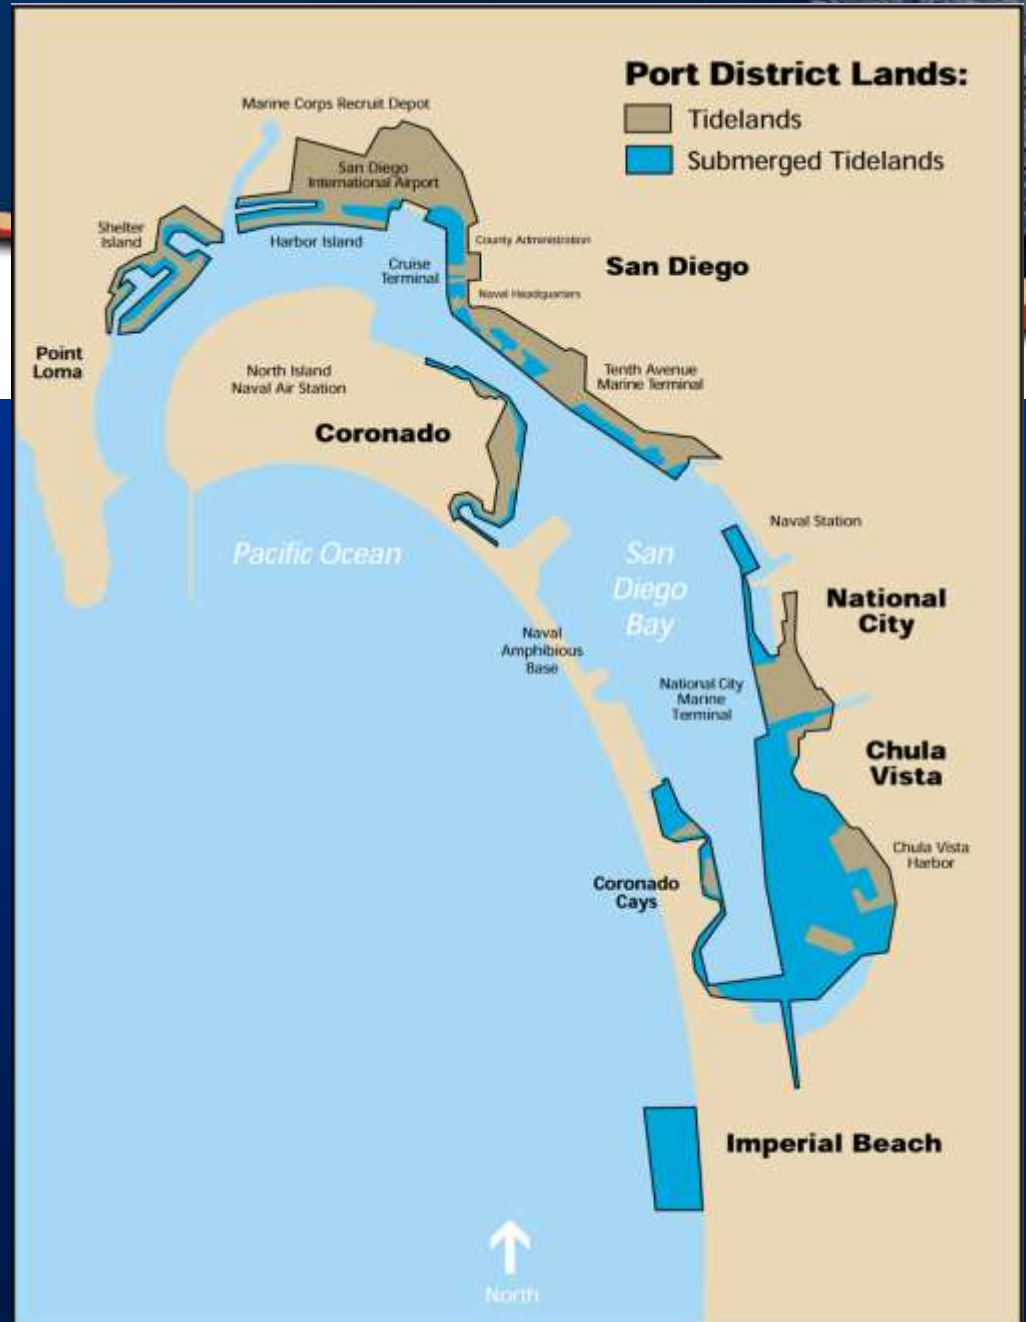 Port District Lands:
Tidelands
Submerged Tidelands
Marine Corps Recruit Depot
San Diego
International Airport
Shelter
Island
Harbor Island
County Administration
Cruise
Terminal
San Diego
Naval Headquarters
Point
Loma
North Island
Naval Air Station
Tenth Avenue
Marine Terminal
Coronado
Naval Station
Pacific Ocean
San
Diego
Bay
National
City
Naval
Amphibious
Base
National City
Marine
Terminal
Chula
Vista
Chula Vista
Harbor
Coronado
Cays
Imperial Beach
North